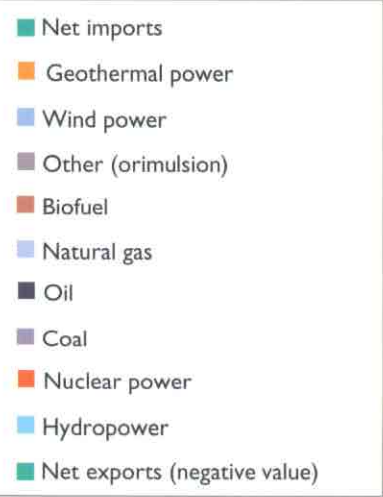 Net imports
Geothermal power
Wind power
Other (orimulsion)
Biofuel
Natural gas
Oil
Coal
Nuclear power
Hydropower
Net exports (negative value)